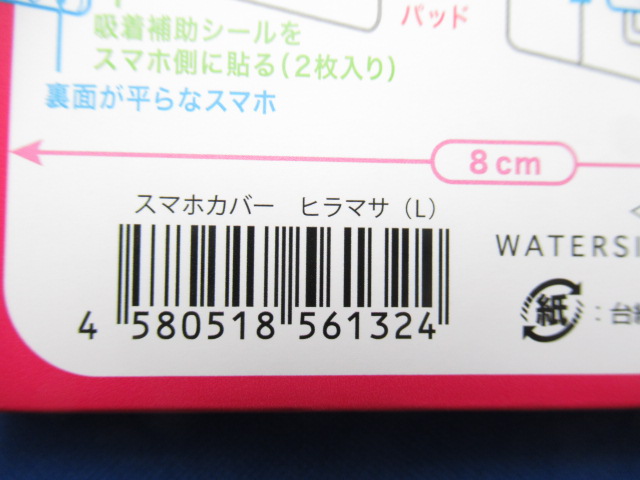 吸着補助シールを
スマホ側に貼る(2枚入り)
パッド
裏面が平らなスマホ
8cm
スマホカバー ヒラマサ(L)
4 580518 561324
WATERSI
紙:台紙